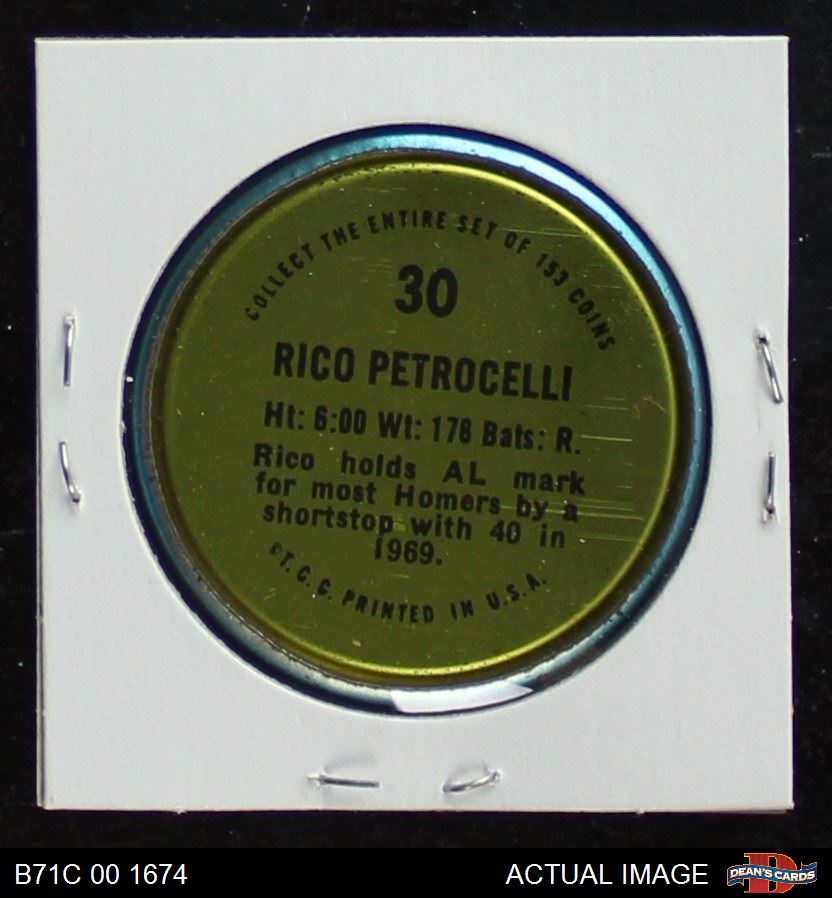 COLLECT THE ENTIRE SET OF 153 COINS
30
RICO PETROCELLI
Ht: 6:00 Wt: 178 Bats: R.
Rico holds AL mark
for most Homers by a
shortstop with 40 in
1969.
©T. C. G. PRINTED IN U.S.A.
B71C 00 1674
ACTUAL IMAGE
D
DEAN'S CARDS